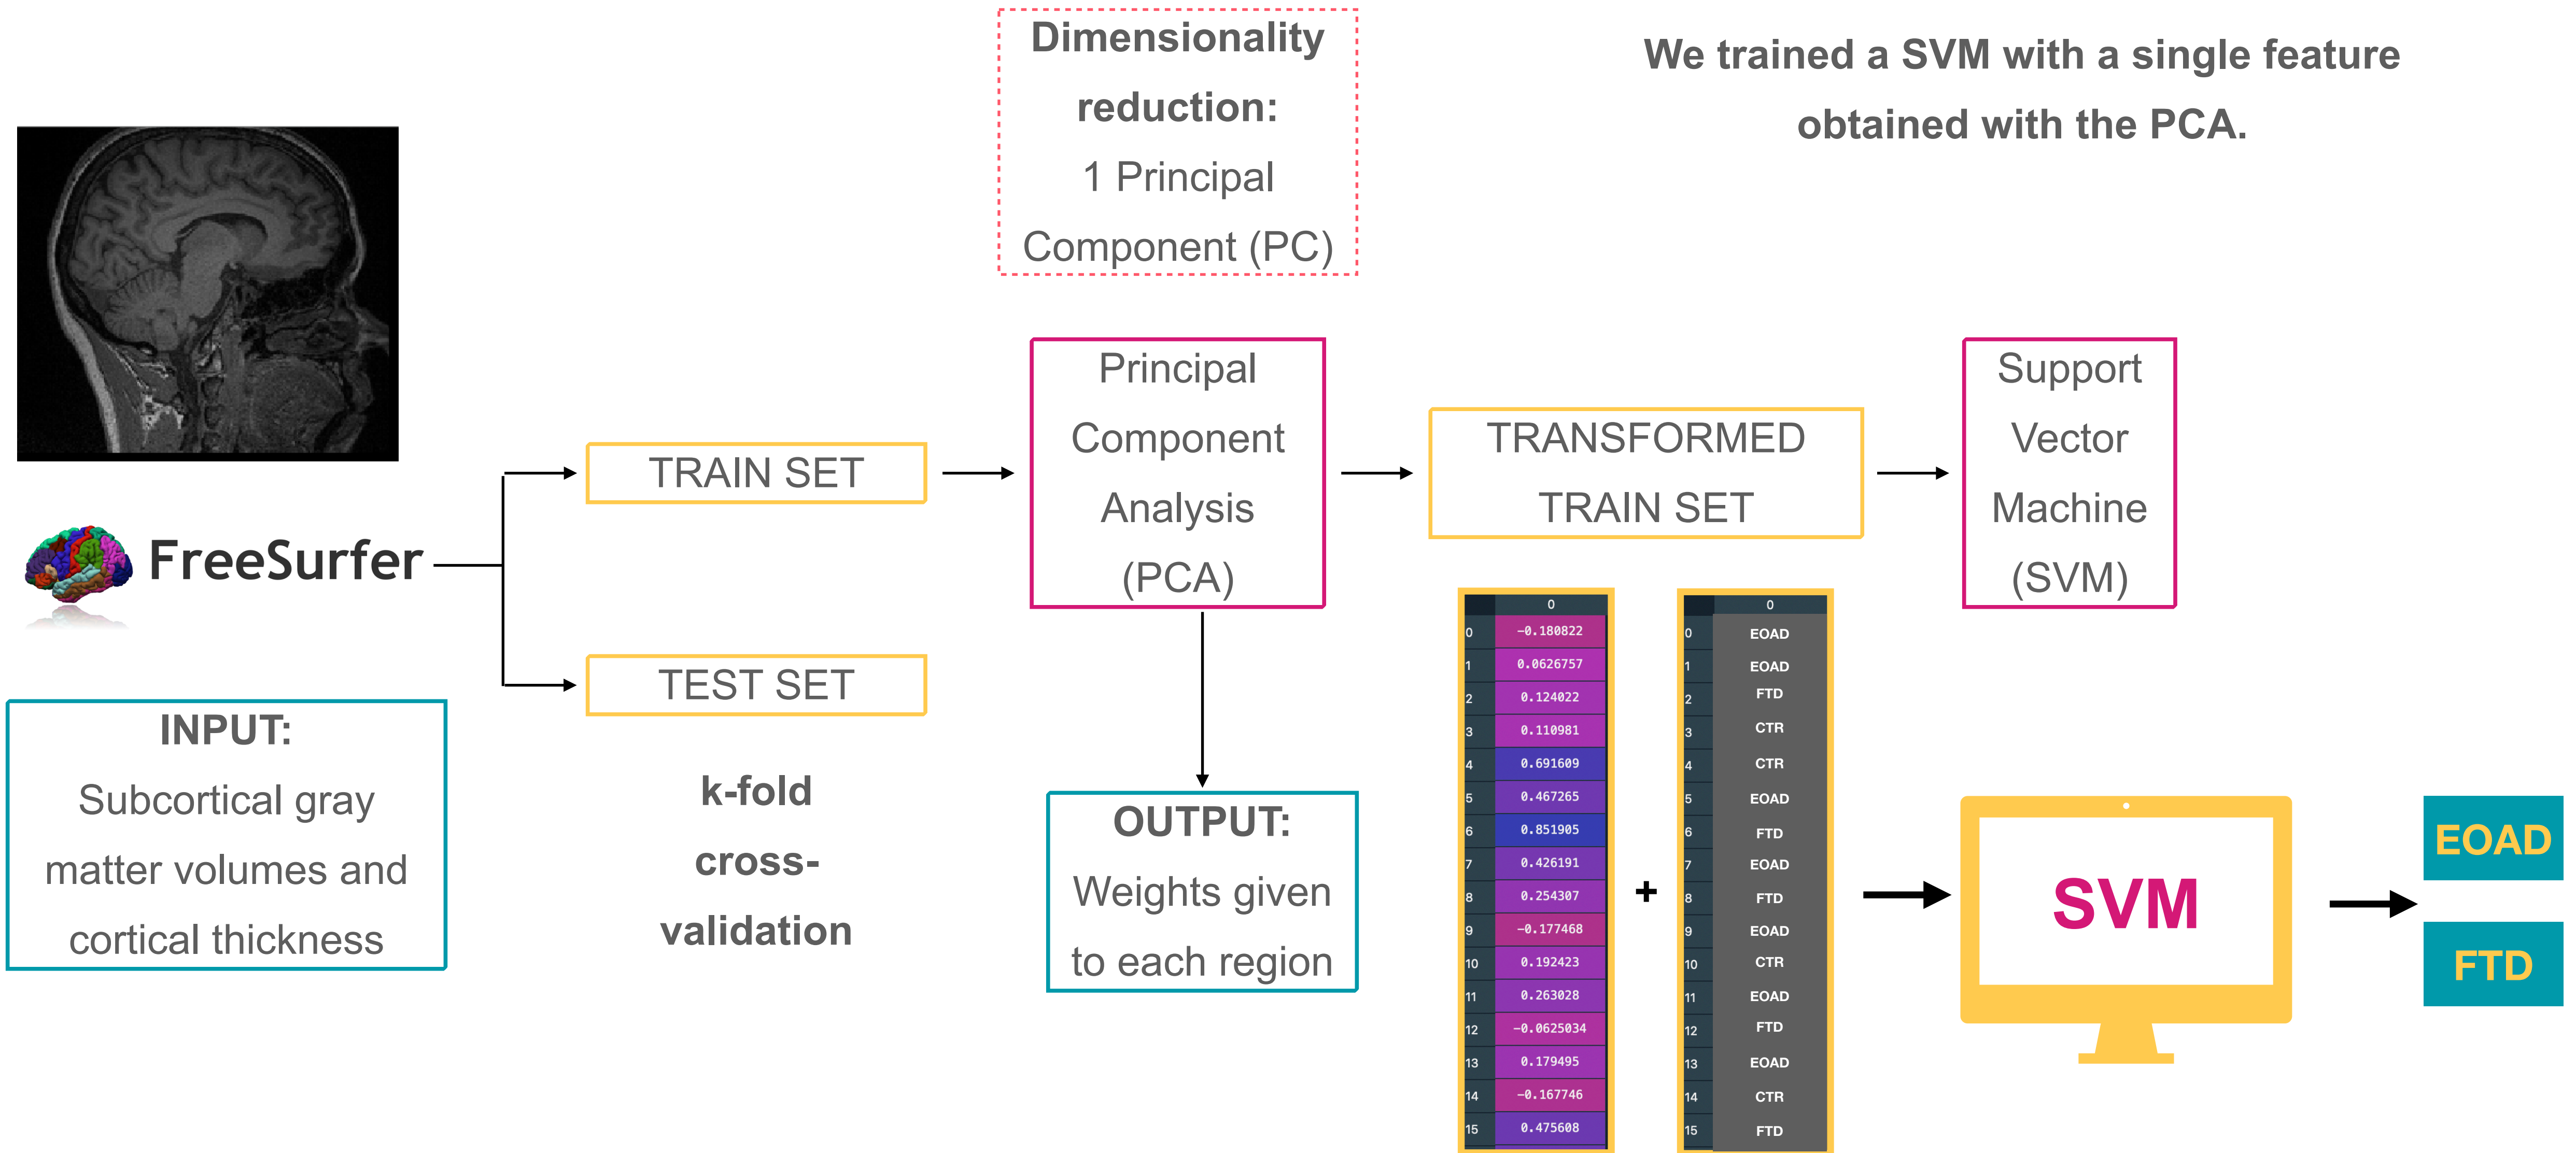 Dimensionality
reduction:
1 Principal
Component (PC)
We trained a SVM with a single feature
obtained with the PCA.
FreeSurfer
INPUT:
Subcortical gray
matter volumes and
cortical thickness
TRAIN SET
TEST SET
k-fold
cross-
validation
Principal
Component
Analysis
(PCA)
OUTPUT:
Weights given
to each region
TRANSFORMED
TRAIN SET
Support
Vector
Machine
(SVM)
0
0 -0.180822
1 0.0626757
2 0.124022
3 0.110981
4 0.691609
5 0.467265
6 0.851905
7 0.426191
8 0.254307
9 -0.177468
10 0.192423
11 0.263028
12 -0.0625034
13 0.179495
14 -0.167746
15 0.475608
+
0
0 EOAD
1 EOAD
2 FTD
3 CTR
4 CTR
5 EOAD
6 FTD
7 EOAD
8 FTD
9 EOAD
10 CTR
11 EOAD
12 FTD
13 EOAD
14 CTR
15 FTD
SVM
EOAD
FTD